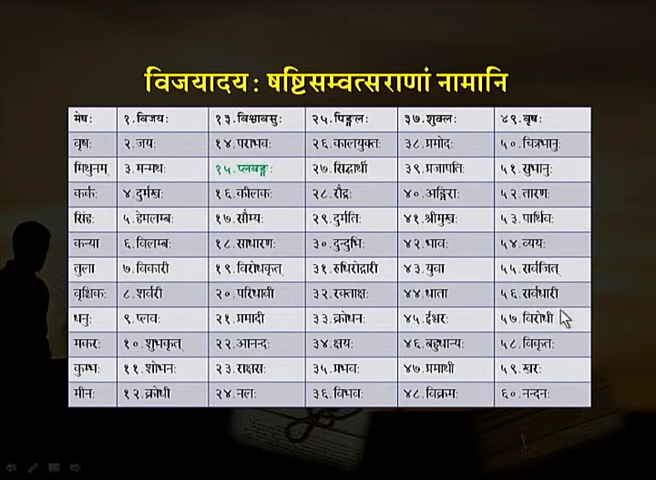 विजयादय: षष्टिसम्वत्सराणां नामानि
मेष: १.विजय: १३.विश्वावसु: २५.पिङ्गल: ३७.शुक्ल: ४९.वृष:
वृष: २.जय: १४.पराभव: २६.कालयुक्त: ३८.प्रमोद: ५०.चित्रभानु:
मिथुनम् ३.मन्मथ: १५.प्लवङ्ग: २७.सिद्धार्थी ३९.प्रजापति: ५१.सुभानु:
कर्क: ४.दुर्मुख: १६.कीलक: २८.रौद्र: ४०.अङ्गिरा: ५२.तारण:
सिंह: ५.हेमलम्ब: १७.सौम्य: २९.दुर्मति: ४१.श्रीमुख: ५३.पार्थिव:
कन्या ६.विलम्ब: १८.साधारण: ३०.दुन्दुभि: ४२.भाव: ५४.व्यय:
तुला ७.विकारी १९.विरोधकृत् ३१.रुधिरोद्गारी ४३.युवा ५५.सर्वजित्
वृश्चिक: ८.शर्वरी २०.परिधावी ३२.रक्ताक्ष: ४४.धाता ५६.सर्वधारी
धनु: ९.प्लव: २१.प्रमादी ३३.क्रोधन: ४५.ईश्वर: ५७.विरोधी
मकर: १०.शुभकृत् २२.आनन्द: ३४.क्षय: ४६.बहुधान्य: ५८.विकृत:
कुम्भ: ११.शोभन: २३.राक्षस: ३५.प्रभव: ४७.प्रमाथी ५९.खर:
मीन: १२.क्रोधी २४.नल: ३६.विभव: ४८.विक्रम: ६०.नन्दन: